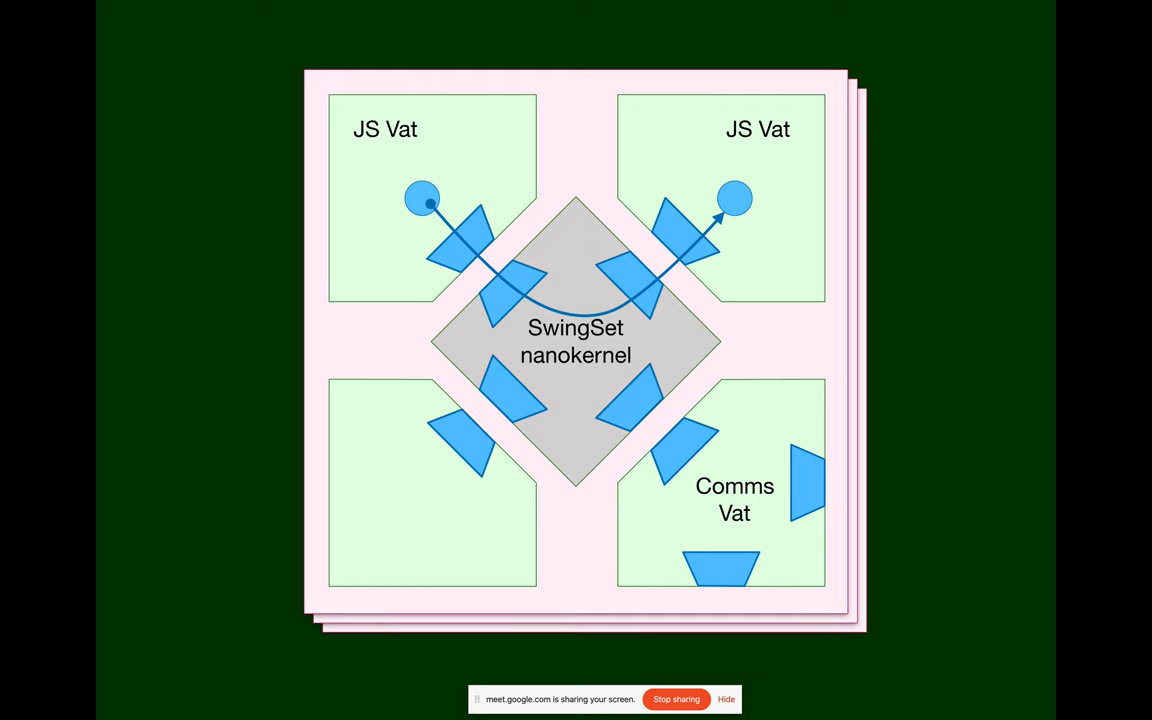 JS Vat
JS Vat
SwingSet
nanokernel
Comms
Vat
meet.google.com is sharing your screen.
Stop sharing
Hide